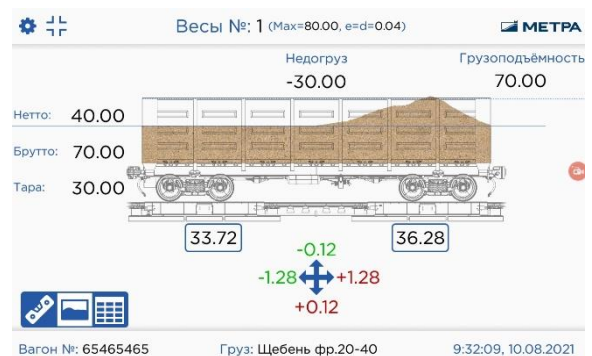 Весы №: 1 (Max=80.00, e=d=0.04)
МЕТРА
Недогруз
-30.00
Грузоподъёмность
70.00
Нетто: 40.00
Брутто: 70.00
Тара: 30.00
33.72
36.28
-0.12
-1.28 +1.28
+0.12
Вагон №: 65465465
Груз: Щебень фр.20-40
9:32:09, 10.08.2021